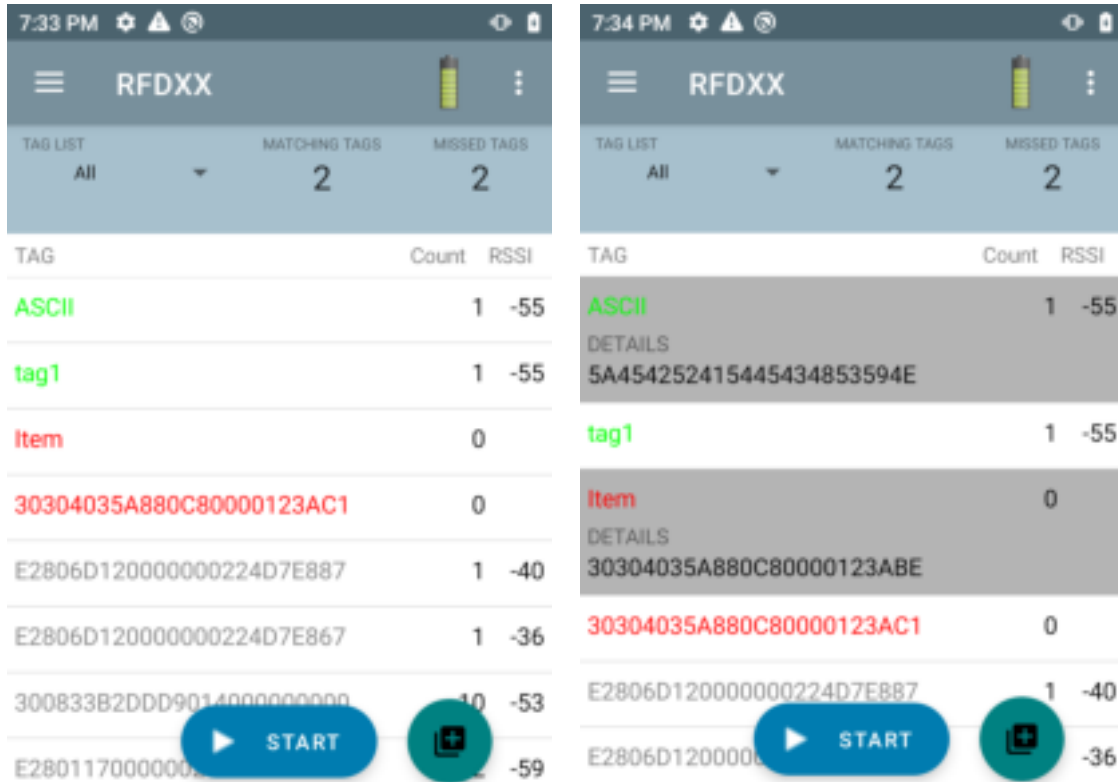 7:33 PM
RFDXX
TAG LIST MATCHING TAGS MISSED TAGS
All 2 2
TAG Count RSSI
ASCII 1 -55
tag1 1 -55
Item 0
30304035A880C80000123AC1 0
E2806D120000000224D7E887 1 -40
E2806D120000000224D7E867 1 -36
-53
START
-59
7:34 PM
RFDXX
TAG LIST MATCHING TAGS MISSED TAGS
All 2 2
TAG Count RSSI
ASCII 1 -55
DETAILS
5A454252415445434853594E
tag1 1 -55
Item 0
DETAILS
30304035A880C80000123ABE
30304035A880C80000123AC1 0
E2806D120000000224D7E887 1 -40
START
-36